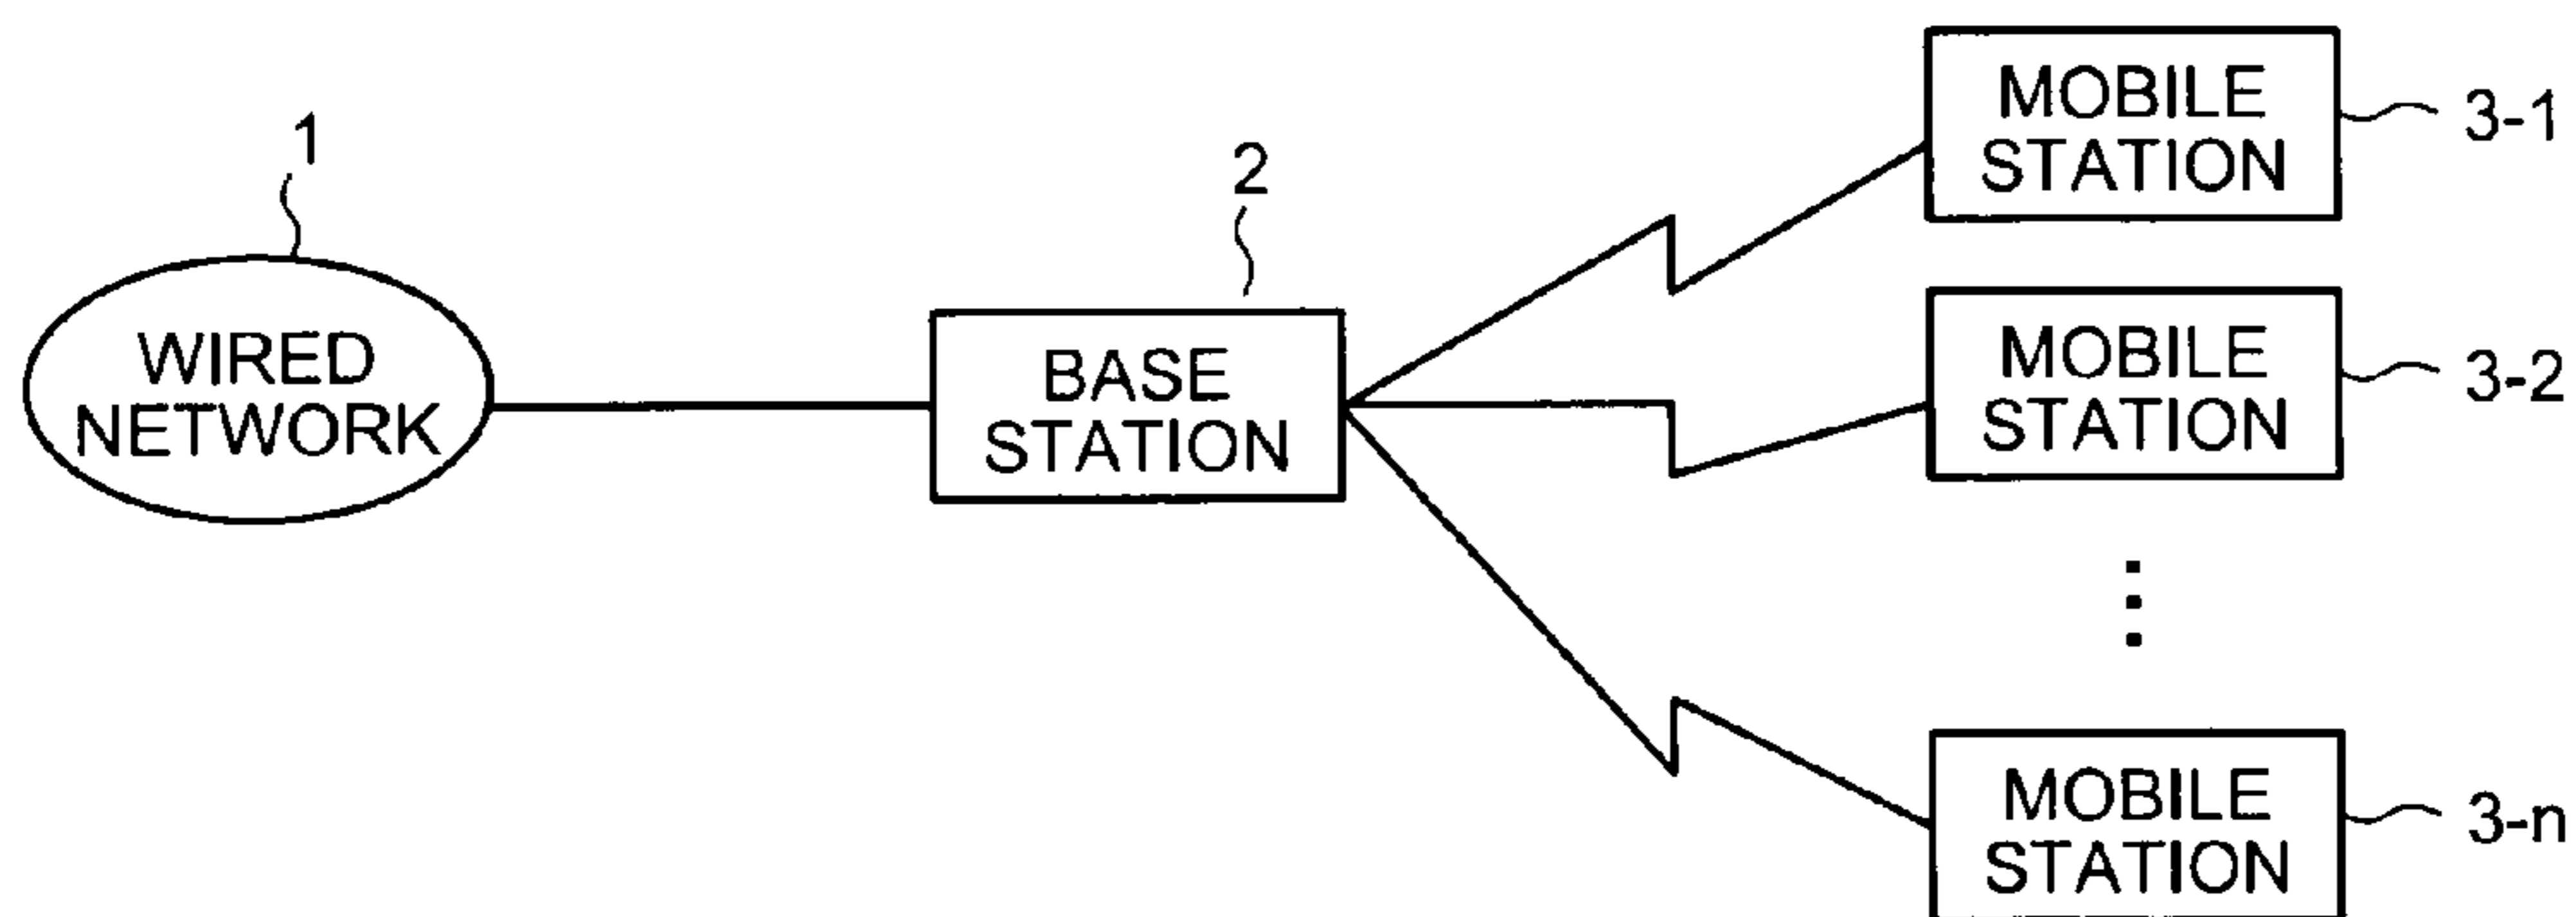 1
WIRED
NETWORK
2
BASE
STATION
MOBILE
STATION
3-1
MOBILE
STATION
3-2
MOBILE
STATION
3-n